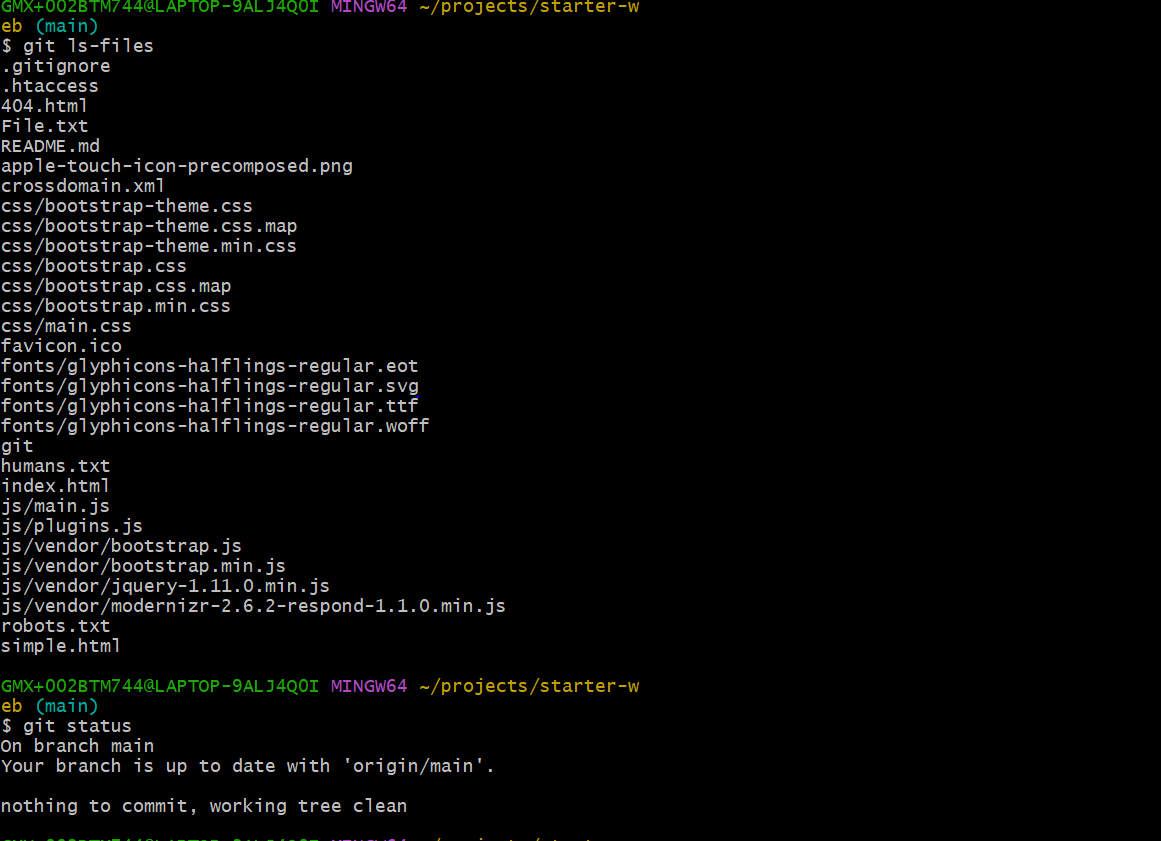 GMX+002BTM744@LAPTOP-9ALJ4Q0I MINGW64 ~/projects/starter-w
eb (main)
$ git ls-files
.gitignore
.htaccess
404.html
File.txt
README.md
apple-touch-icon-precomposed.png
crossdomain.xml
css/bootstrap-theme.css
css/bootstrap-theme.css.map
css/bootstrap-theme.min.css
css/bootstrap.css
css/bootstrap.css.map
css/bootstrap.min.css
css/main.css
favicon.ico
fonts/glyphicons-halflings-regular.eot
fonts/glyphicons-halflings-regular.svg
fonts/glyphicons-halflings-regular.ttf
fonts/glyphicons-halflings-regular.woff
git
humans.txt
index.html
js/main.js
js/plugins.js
js/vendor/bootstrap.js
js/vendor/bootstrap.min.js
js/vendor/jquery-1.11.0.min.js
js/vendor/modernizr-2.6.2-respond-1.1.0.min.js
robots.txt
simple.html
GMX+002BTM744@LAPTOP-9ALJ4Q0I MINGW64 ~/projects/starter-w
eb (main)
$ git status
On branch main
Your branch is up to date with 'origin/main'.
nothing to commit, working tree clean